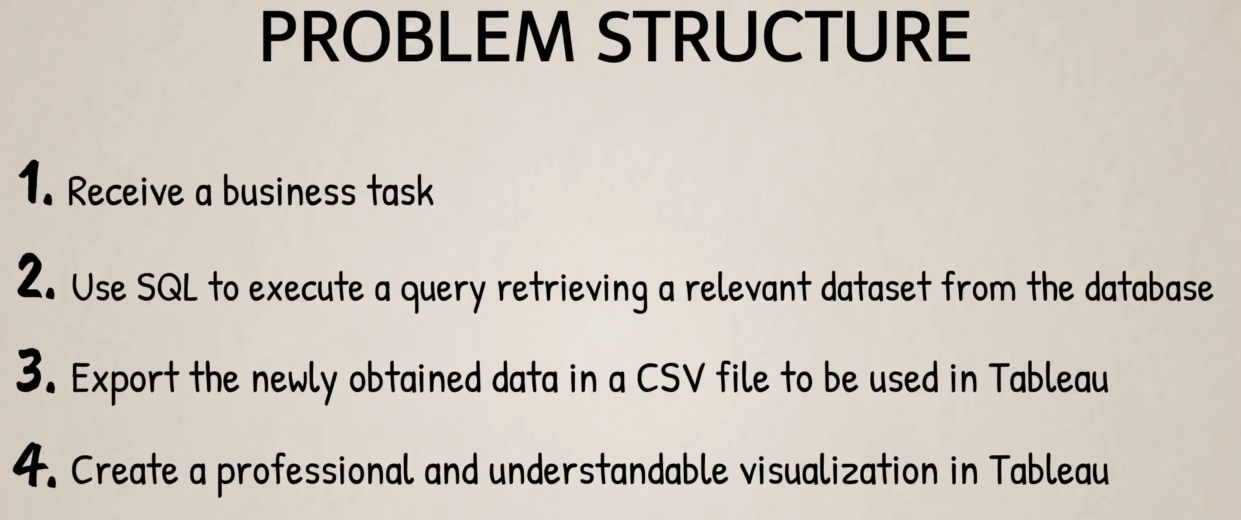 PROBLEM STRUCTURE
1. Receive a business task
2. Use SQL to execute a query retrieving a relevant dataset from the database
3. Export the newly obtained data in a CSV file to be used in Tableau
4. Create a professional and understandable visualization in Tableau